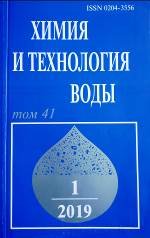 ISSN 0204-3556
ХИМИЯ
И ТЕХНОЛОГИЯ
ВОДЫ
том 41
1
2019